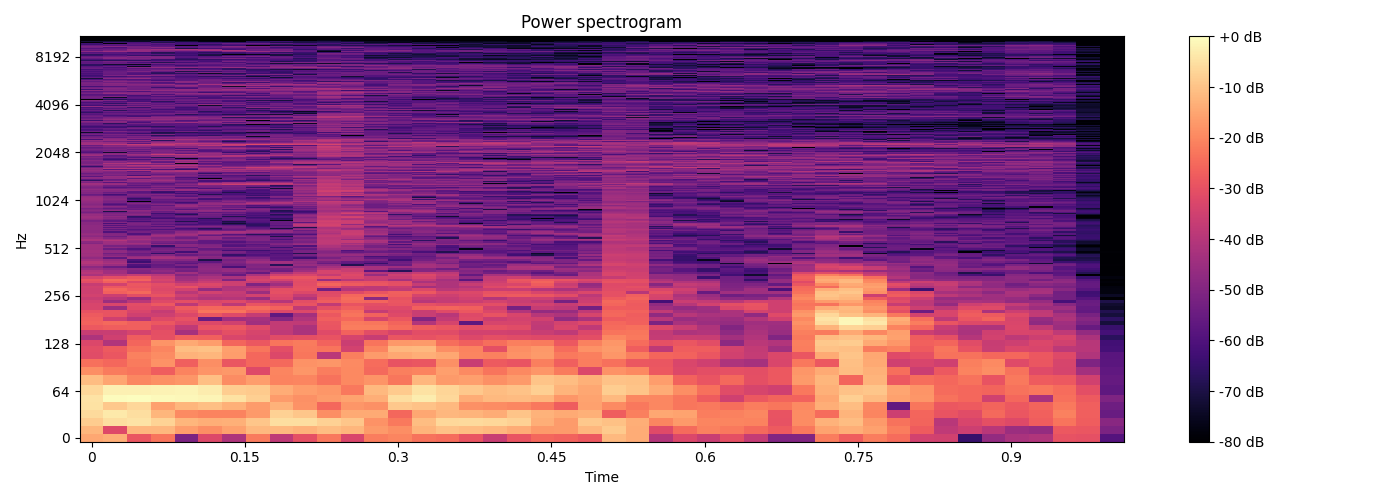 Power spectrogram
Hz
8192
4096
2048
1024
512
256
128
64
0
0 0.15 0.3 0.45 0.6 0.75 0.9
Time
+0 dB
-10 dB
-20 dB
-30 dB
-40 dB
-50 dB
-60 dB
-70 dB
-80 dB